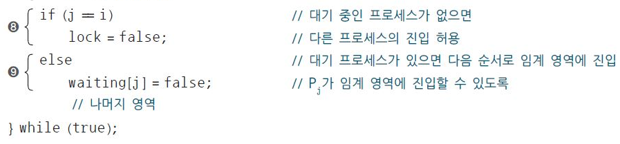 ❽ if (j == i) // 대기 중인 프로세스가 없으면
lock = false; // 다른 프로세스의 진입 허용
❾ else // 대기 프로세스가 있으면 다음 순서로 임계 영역에 진입
waiting[j] = false; // Pj가 임계 영역에 진입할 수 있도록
// 나머지 영역
} while (true);